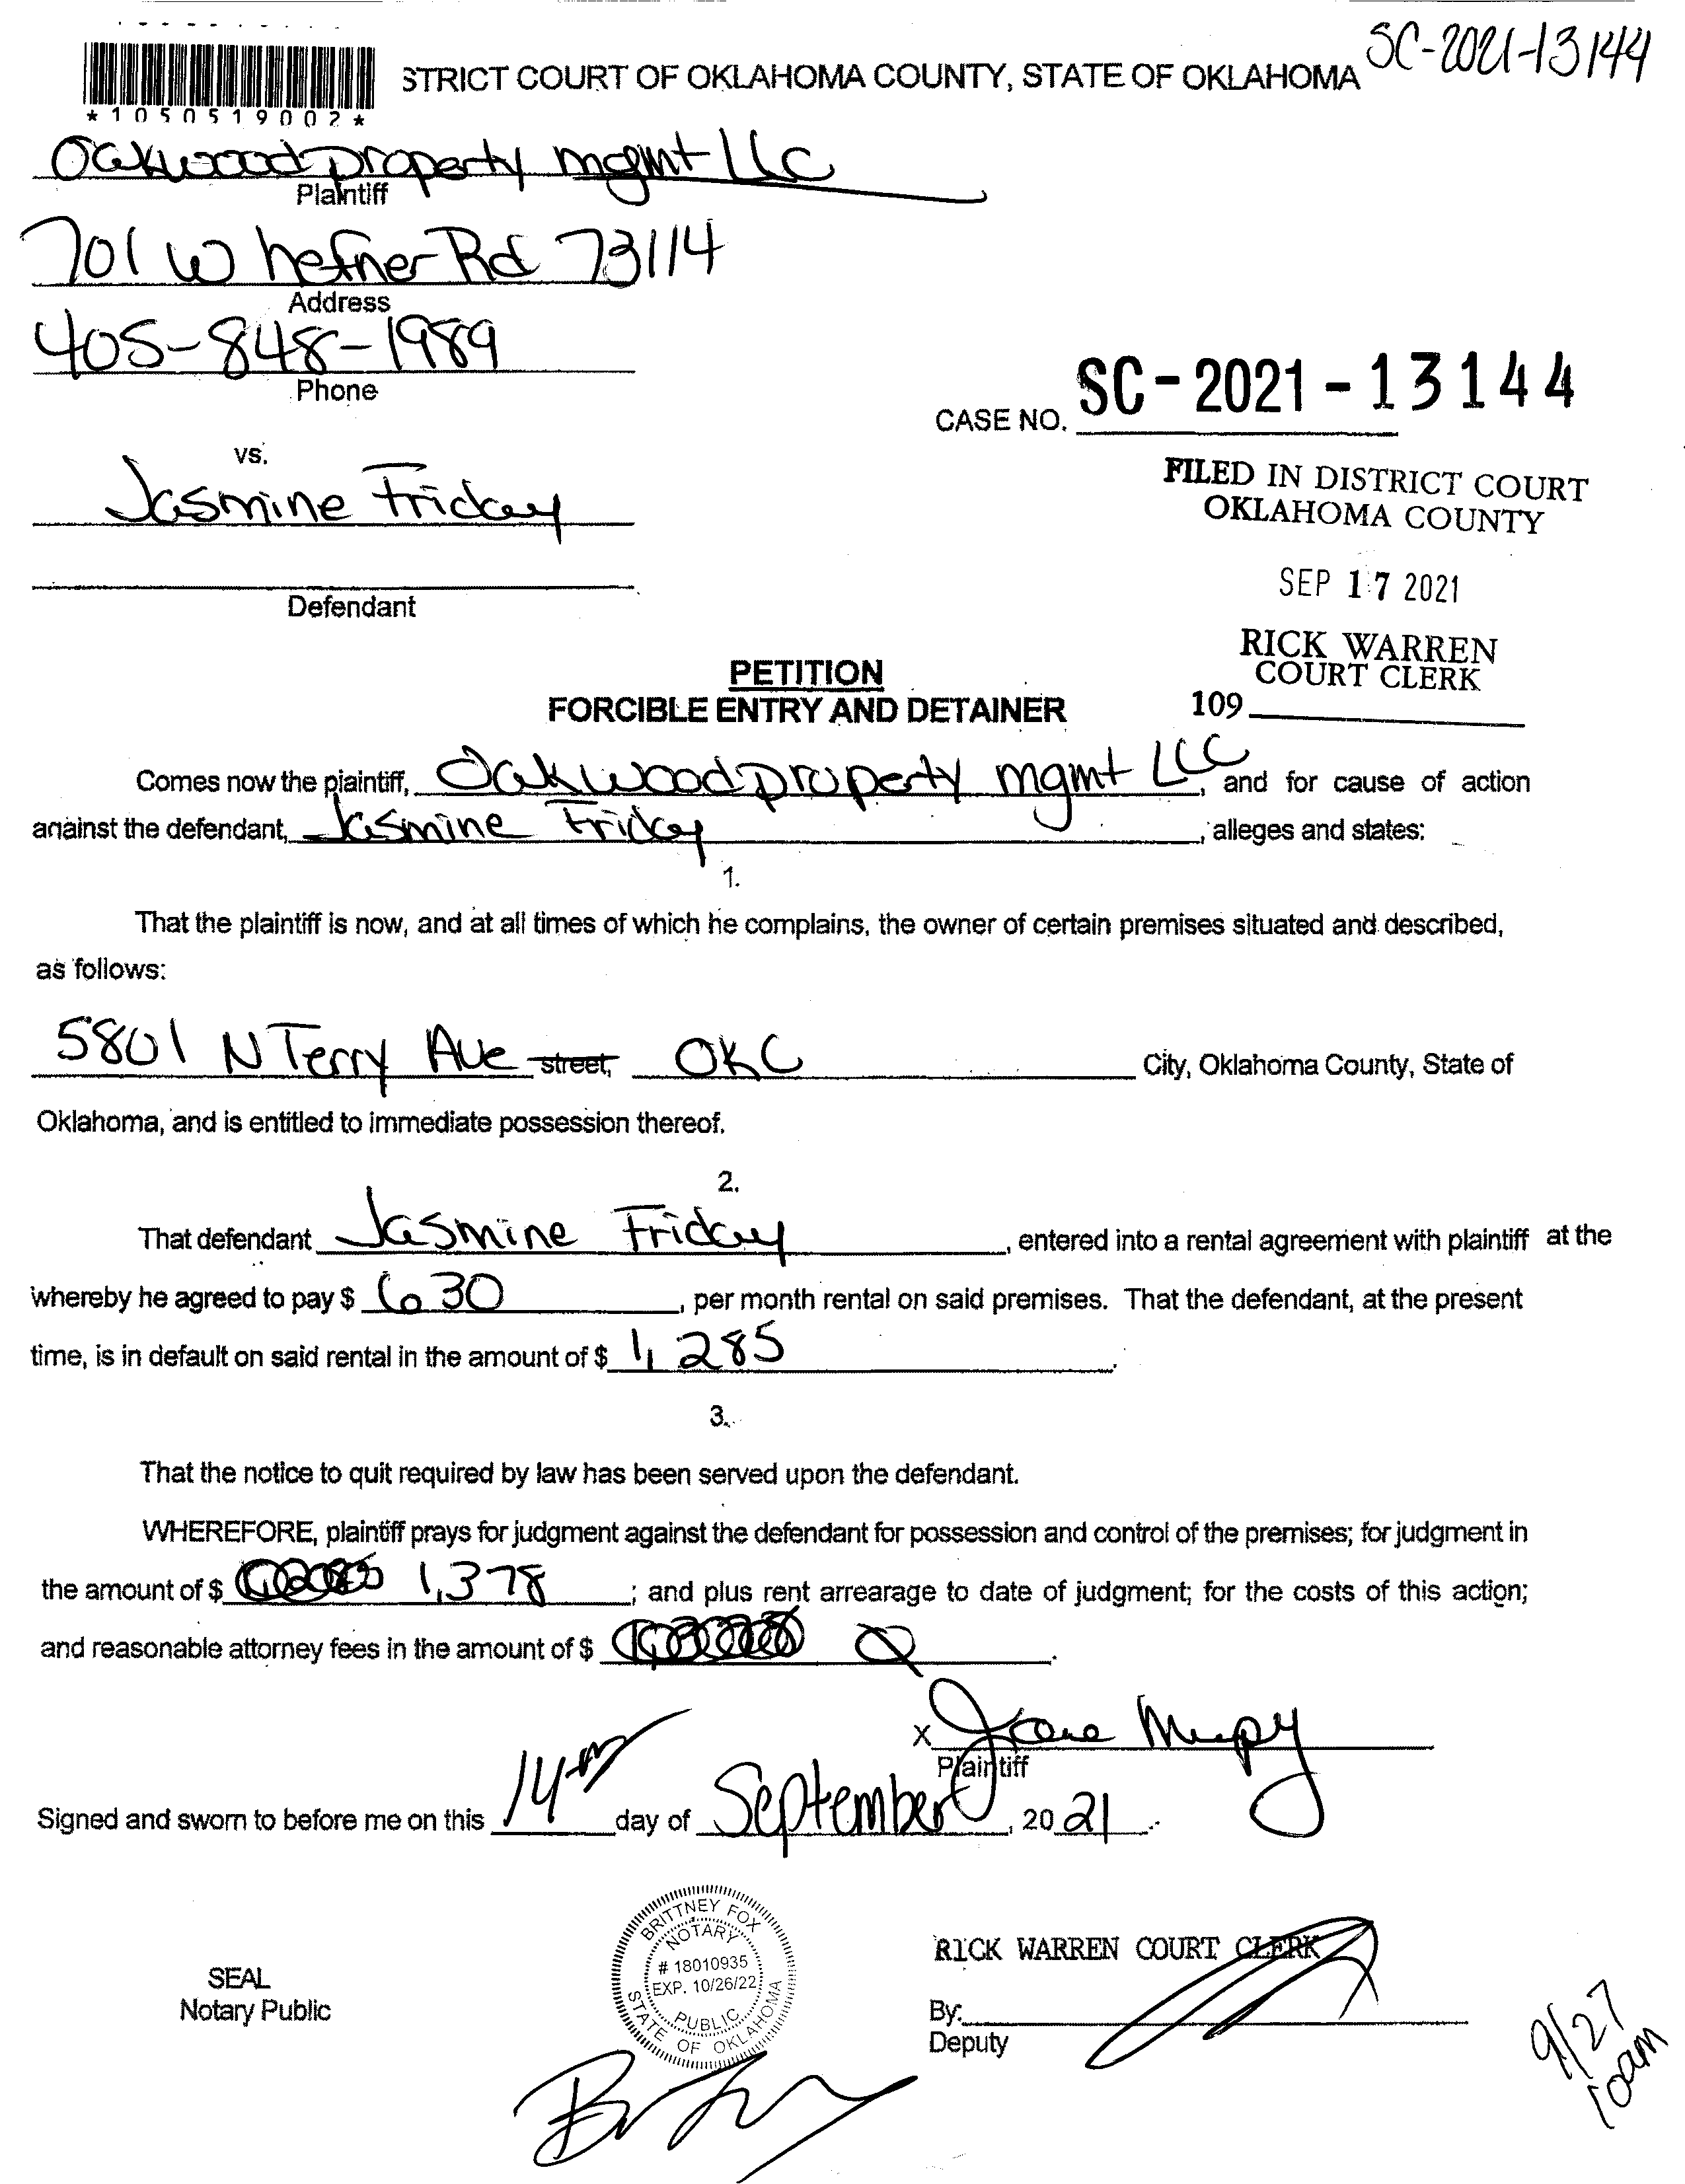 SC-2021-13144
STRICT COURT OF OKLAHOMA COUNTY, STATE OF OKLAHOMA
*1050519002*
Oakwood property mgmt LLC
Plaintiff
701 W hefner Rd 73114
Address
405-848-1989
Phone
CASE NO. SC-2021-13144
vs.
Jasmine Friday
FILED IN DISTRICT COURT
OKLAHOMA COUNTY
SEP 17 2021
Defendant
RICK WARREN
COURT CLERK
109
PETITION
FORCIBLE ENTRY AND DETAINER
Comes now the plaintiff, Oakwood property mgmt LLC, and for cause of action
against the defendant, Jasmine Friday, alleges and states:
1.
That the plaintiff is now, and at all times of which he complains, the owner of certain premises situated and described,
as follows:
5801 N Terry Ave street, OKC City, Oklahoma County, State of
Oklahoma, and is entitled to immediate possession thereof.
2.
That defendant Jasmine Friday, entered into a rental agreement with plaintiff at the
whereby he agreed to pay $ 630, per month rental on said premises. That the defendant, at the present
time, is in default on said rental in the amount of $ 1,285.
3.
That the notice to quit required by law has been served upon the defendant.
WHEREFORE, plaintiff prays for judgment against the defendant for possession and control of the premises; for judgment in
the amount of $ 1,378; and plus rent arrearage to date of judgment; for the costs of this action;
and reasonable attorney fees in the amount of $ 0.
X
Plaintiff
Signed and sworn to before me on this 14th day of September, 2021.
BRITTNEY FOX
NOTARY
# 18010935
EXP. 10/26/22
PUBLIC
STATE OF OKLAHOMA
SEAL
Notary Public
RICK WARREN COURT CLERK
By:
Deputy
9/27
10am